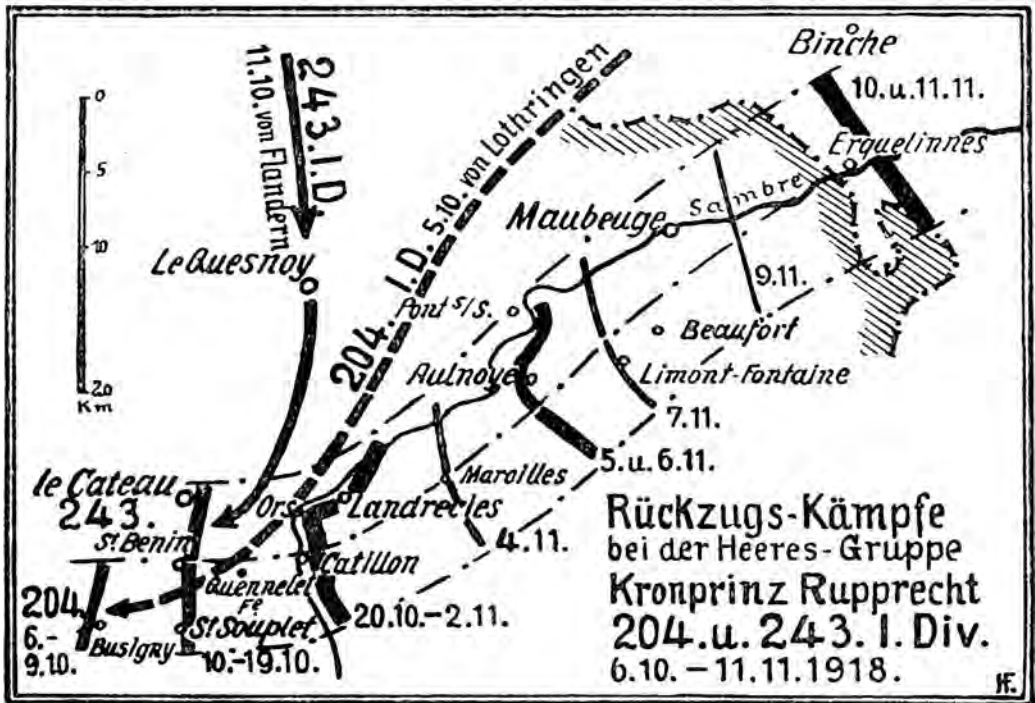 Binche
10. u. 11. 11.
Erquelinnes
Sambre
243. I.D.
11.10. von Flandern
204. I.D. 5.10. von Lothringen
0
5
10
20
Km
Maubeuge
9.11.
Le Quesnoy
Pont s/S.
Beaufort
Aulnoye
Limont-Fontaine
7.11.
5. u. 6.11.
Maroilles
4.11.
le Cateau
243.
Ors
Landrecies
St. Benin
Catillon
Quennelet
Fe
204.
6.-
9.10.
Busigny
St. Souplet
10.-19.10.
20.10.-2.11.
Rückzugs-Kämpfe
bei der Heeres-Gruppe
Kronprinz Rupprecht
204. u. 243. I. Div.
6.10. - 11.11.1918.